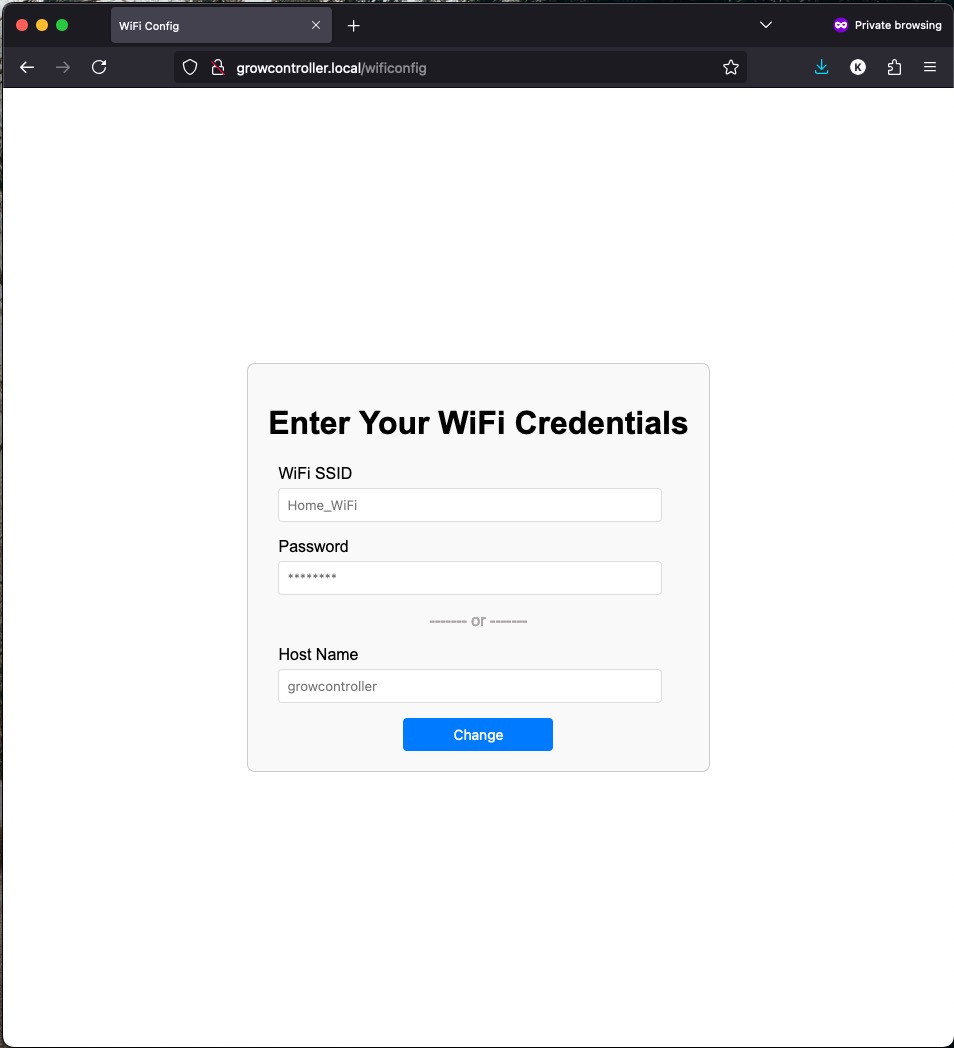 WiFi Config
Private browsing
growcontroller.local/wificonfig
K
Enter Your WiFi Credentials
WiFi SSID
Home_WiFi
Password
********
------- or -------
Host Name
growcontroller
Change